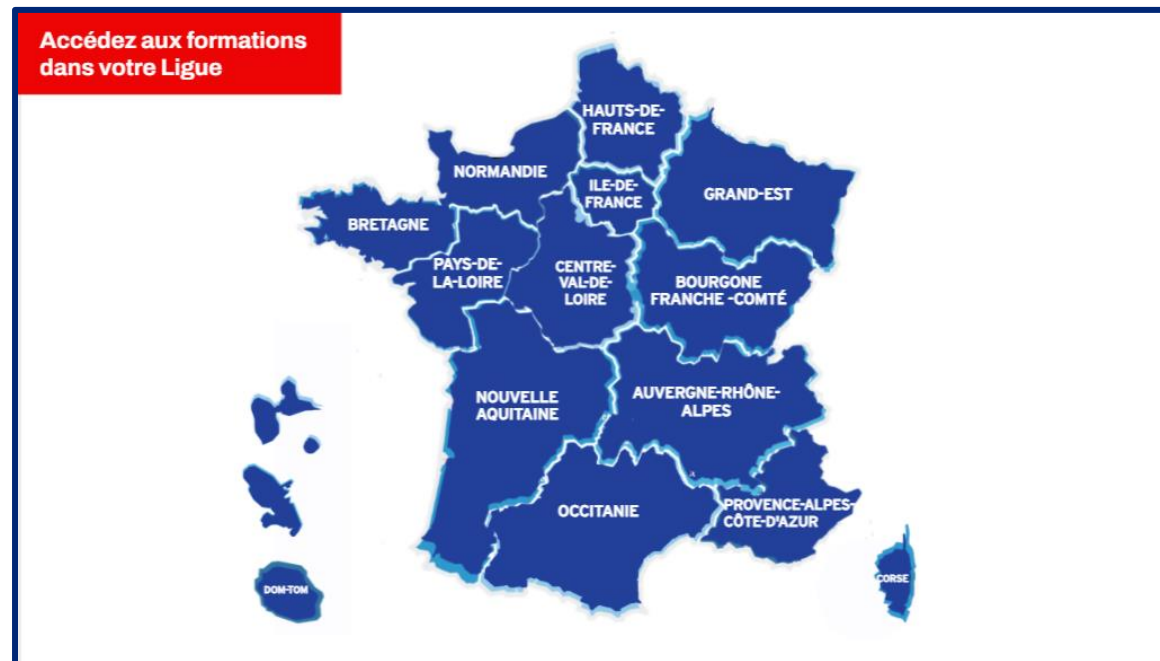 Accédez aux formations
dans votre Ligue
HAUTS-DE-
FRANCE
NORMANDIE
ILE-DE-
FRANCE
GRAND-EST
BRETAGNE
PAYS-DE-
LA-LOIRE
CENTRE-
VAL-DE-
LOIRE
BOURGONE
FRANCHE -COMTÉ
NOUVELLE
AQUITAINE
AUVERGNE-RHÔNE-
ALPES
OCCITANIE
PROVENCE-ALPES-
CÔTE-D'AZUR
DOM-TOM
CORSE